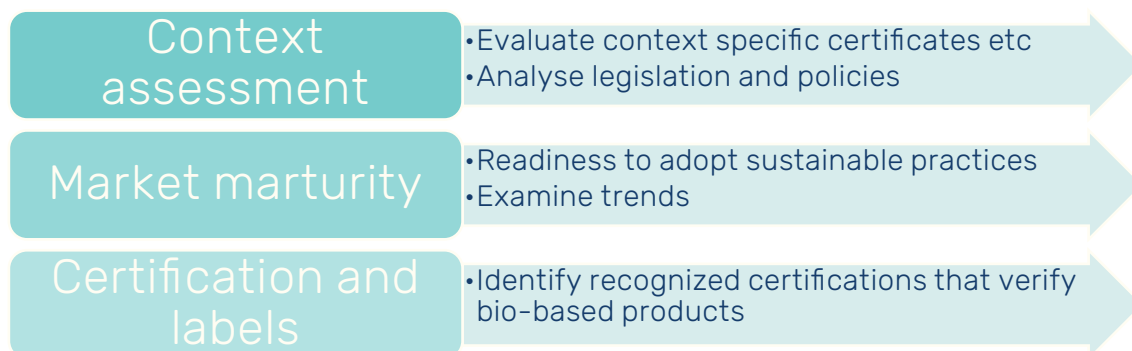 Context
assessment
•Evaluate context specific certificates etc
•Analyse legislation and policies
Market marturity
•Readiness to adopt sustainable practices
•Examine trends
Certification and
labels
•Identify recognized certifications that verify
bio-based products